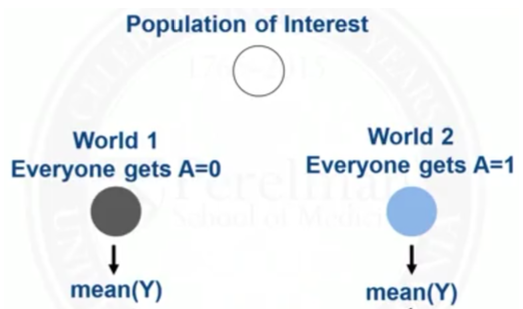 Population of Interest
World 1
Everyone gets A=0
World 2
Everyone gets A=1
Perelman
School of Medicine
mean(Y)
mean(Y)